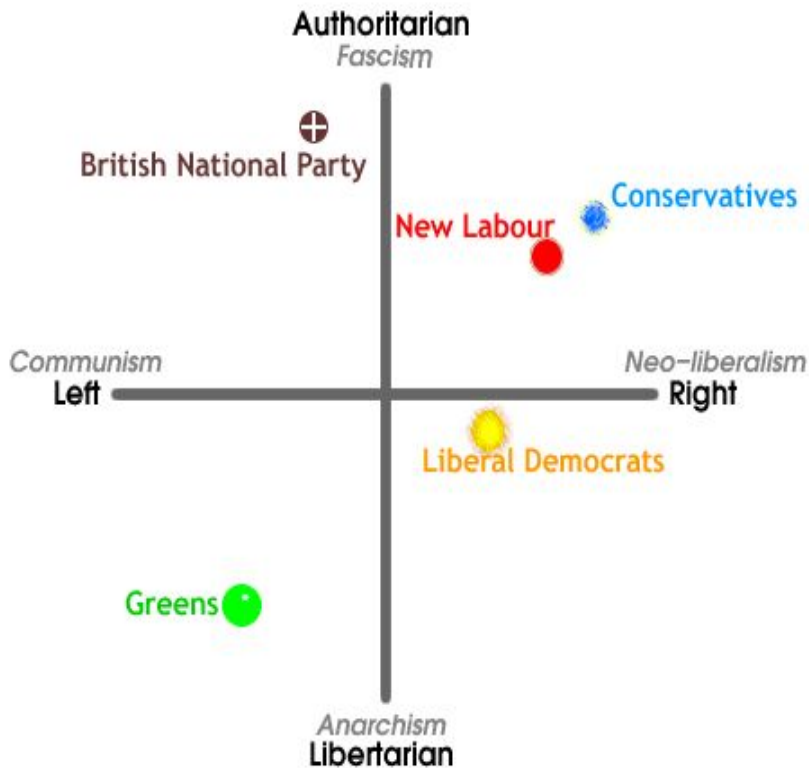 Authoritarian
Fascism
British National Party
Conservatives
New Labour
Communism
Left
Neo-liberalism
Right
Liberal Democrats
Greens
Anarchism
Libertarian